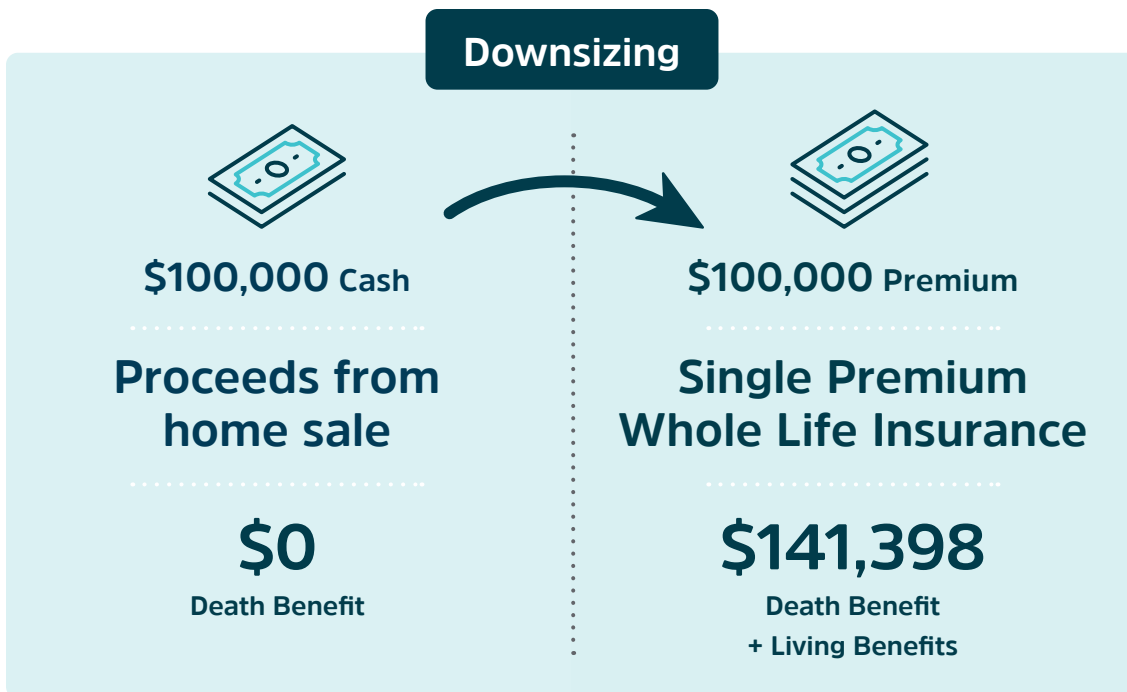 Downsizing
$100,000 Cash
Proceeds from
home sale
$0
Death Benefit
$100,000 Premium
Single Premium
Whole Life Insurance
$141,398
Death Benefit
+ Living Benefits